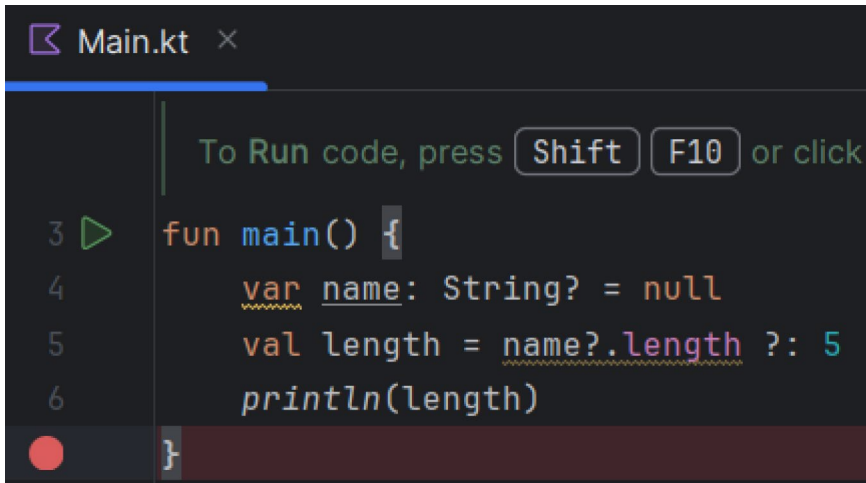 Main.kt
To Run code, press Shift F10 or click
3 fun main() {
4 var name: String? = null
5 val length = name?.length ?: 5
6 println(length)
}